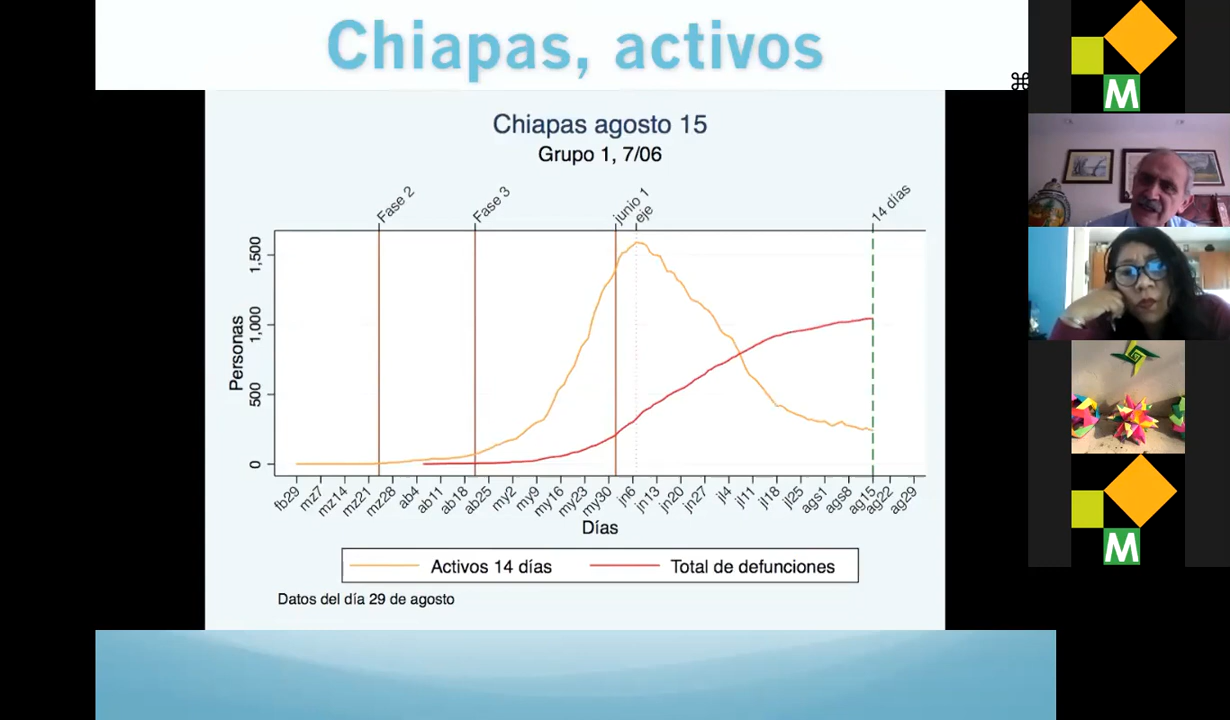 Chiapas, activos
⌘
Chiapas agosto 15
Grupo 1, 7/06
Fase 2
Fase 3
junio 1
eje
14 días
Personas
1,500
1,000
500
0
fb29 mz7 mz14 mz21 mz28 ab4 ab11 ab18 ab25 my2 my9 my16 my23 my30 jn6 jn13 jn20 jn27 jl4 jl11 jl18 jl25 ags1 ags8 ag15 ag22 ag29
Días
Activos 14 días Total de defunciones
Datos del día 29 de agosto
M
M